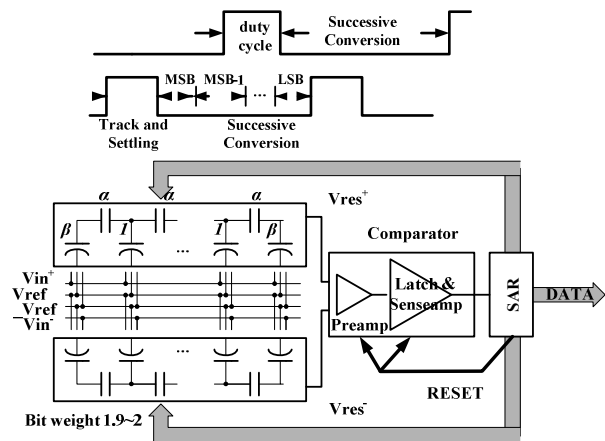 duty
cycle
Successive
Conversion
MSB
MSB-1
...
LSB
Track and
Settling
Successive
Conversion
α
α
α
β
1
...
1
β
Vres+
Comparator
Vin+
Vref
Vref
Vin-
Preamp
Latch &
Senseamp
SAR
DATA
...
RESET
Vres-
Bit weight 1.9~2